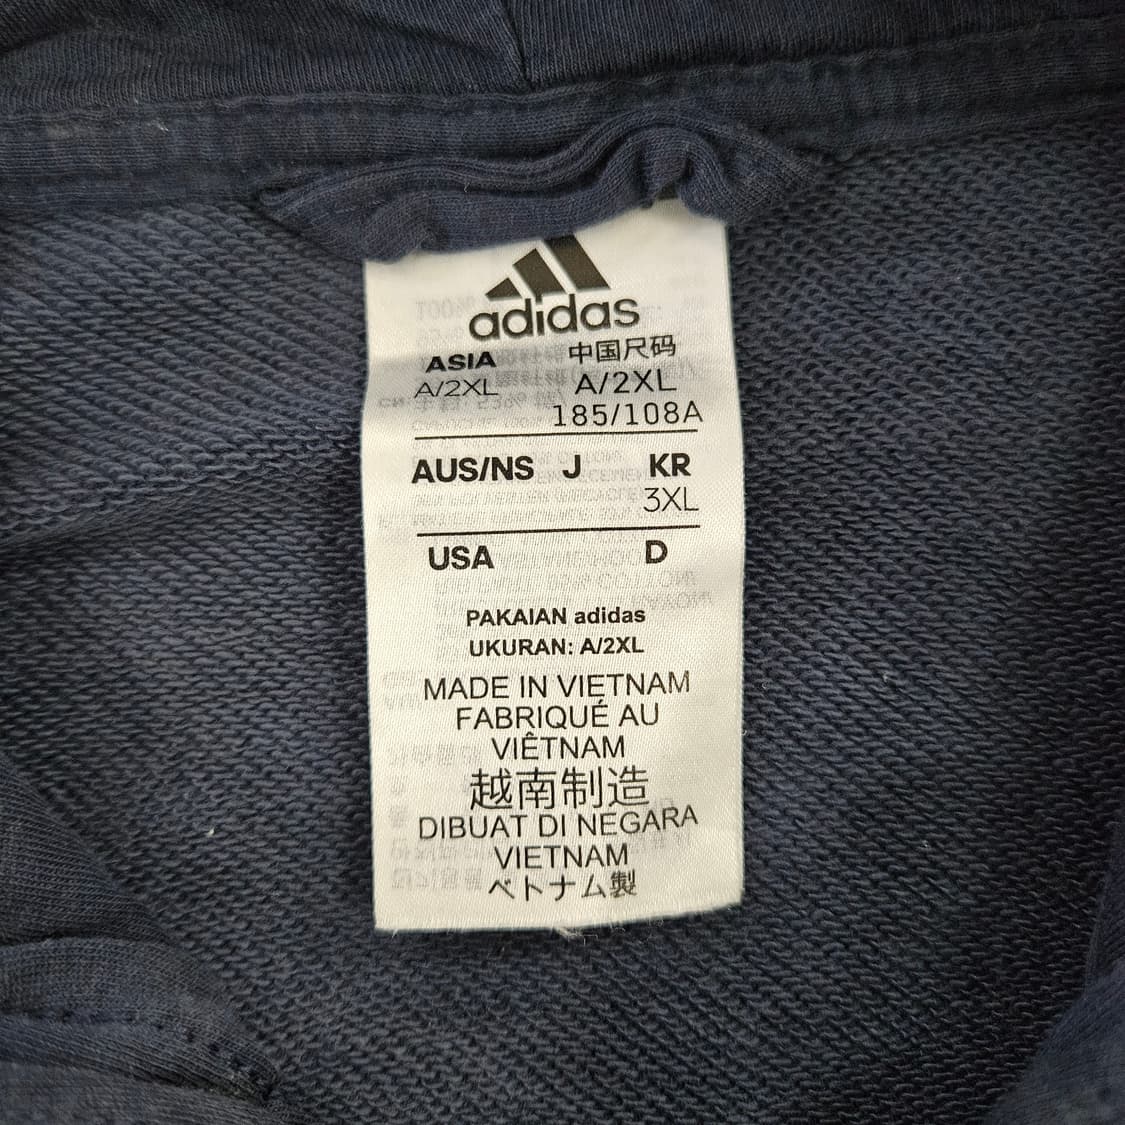 adidas
ASIA 中国尺码
A/2XL A/2XL
185/108A
AUS/NS J KR
3XL
USA D
PAKAIAN adidas
UKURAN: A/2XL
MADE IN VIETNAM
FABRIQUÉ AU
VIÊTNAM
越南制造
DIBUAT DI NEGARA
VIETNAM
ベトナム製